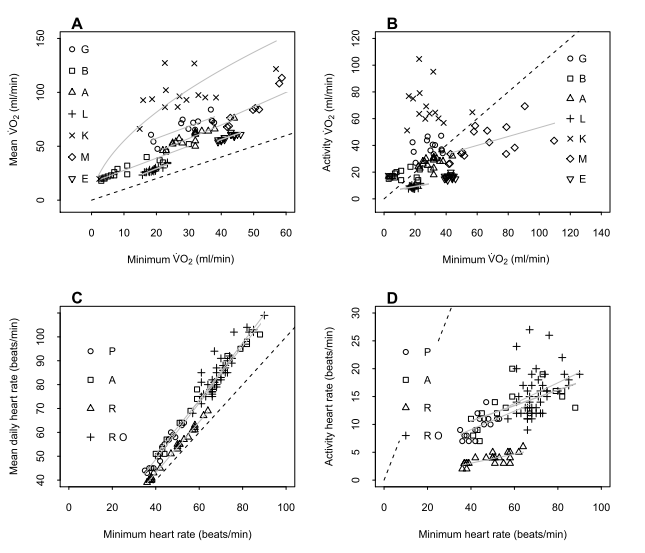 A
B
150
100
50
0
Mean V̇O2 (ml/min)
G
B
A
L
K
M
E
0 10 20 30 40 50 60
Minimum V̇O2 (ml/min)
120
100
80
60
40
20
0
Activity V̇O2 (ml/min)
G
B
A
L
K
M
E
0 20 40 60 80 100 120 140
Minimum V̇O2 (ml/min)
C
D
100
90
80
70
60
50
40
Mean daily heart rate (beats/min)
P
A
R
R O
0 20 40 60 80 100
Minimum heart rate (beats/min)
30
25
20
15
10
5
0
Activity heart rate (beats/min)
P
A
R
R O
0 20 40 60 80 100
Minimum heart rate (beats/min)